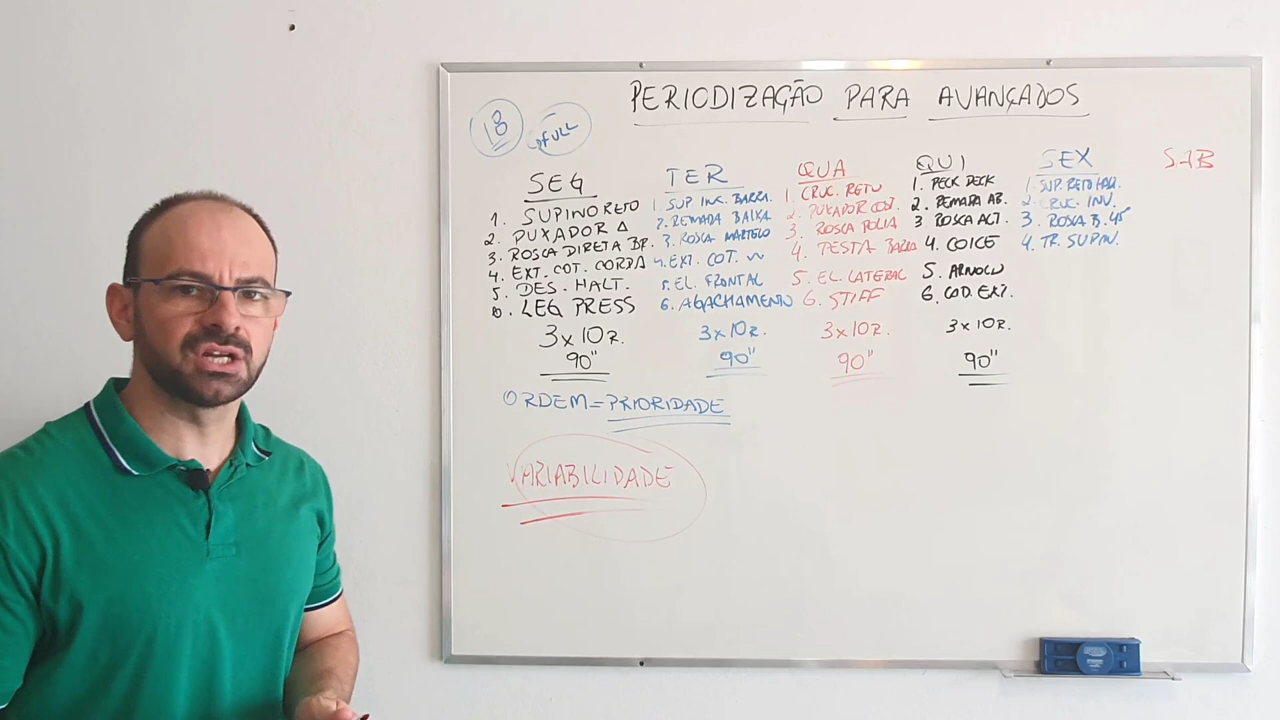 PERIODIZAÇÃO PARA AVANÇADOS
18
FULL
SEG
1. SUPINO RETO
2. PUXADOR Δ
3. ROSCA DIRETA BP.
4. EXT. COT. CORDA
5. DES. HALT.
6. LEG PRESS
3x10R.
90"
TER
1. SUP INC. BARRA.
2. REMADA BAIXA
3. ROSCA MARTELO
4. EXT. COT. W
5. EL. FRONTAL
6. AGACHAMENTO
3x10R.
90"
QUA
1. CRUC. RETO
2. PUXADOR
3. ROSCA POLIA
4. TESTA BARRA
5. EL. LATERAL
6. STIFF
3x10R.
90"
QUI
1. PECK DECK
2. REMADA AB.
3. ROSCA ALT.
4. COICE
5. ARNOLD
6. CAD. EXT.
3x10R.
90"
SEX
1. SUP. RETO HAL.
2. CRUC. INV.
3. ROSCA B. 45°
4. TR. SUPIN.
SAB
ORDEM = PRIORIDADE
VARIABILIDADE